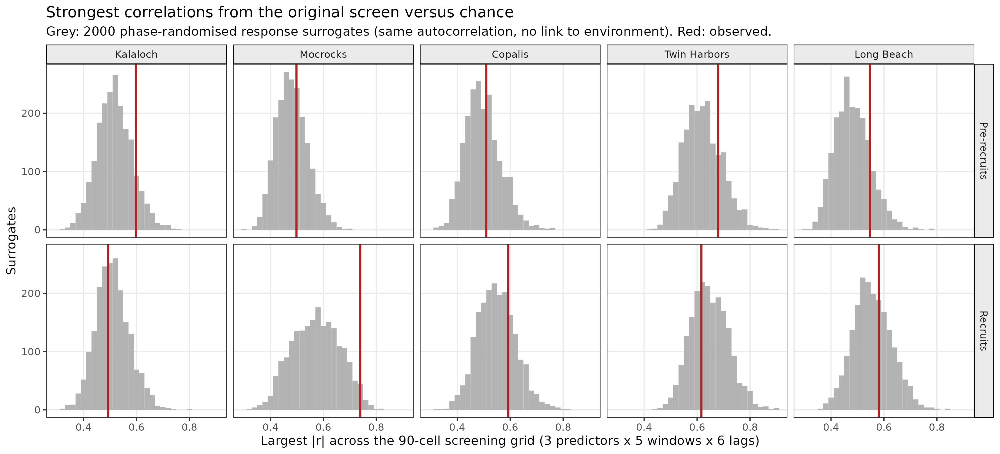 Strongest correlations from the original screen versus chance
Grey: 2000 phase-randomised response surrogates (same autocorrelation, no link to environment). Red: observed.
Kalaloch Mocrocks Copalis Twin Harbors Long Beach
200
100
0
Pre-recruits
Surrogates
200
100
0
Recruits
0.4 0.6 0.8 0.4 0.6 0.8 0.4 0.6 0.8 0.4 0.6 0.8 0.4 0.6 0.8
Largest |r| across the 90-cell screening grid (3 predictors x 5 windows x 6 lags)